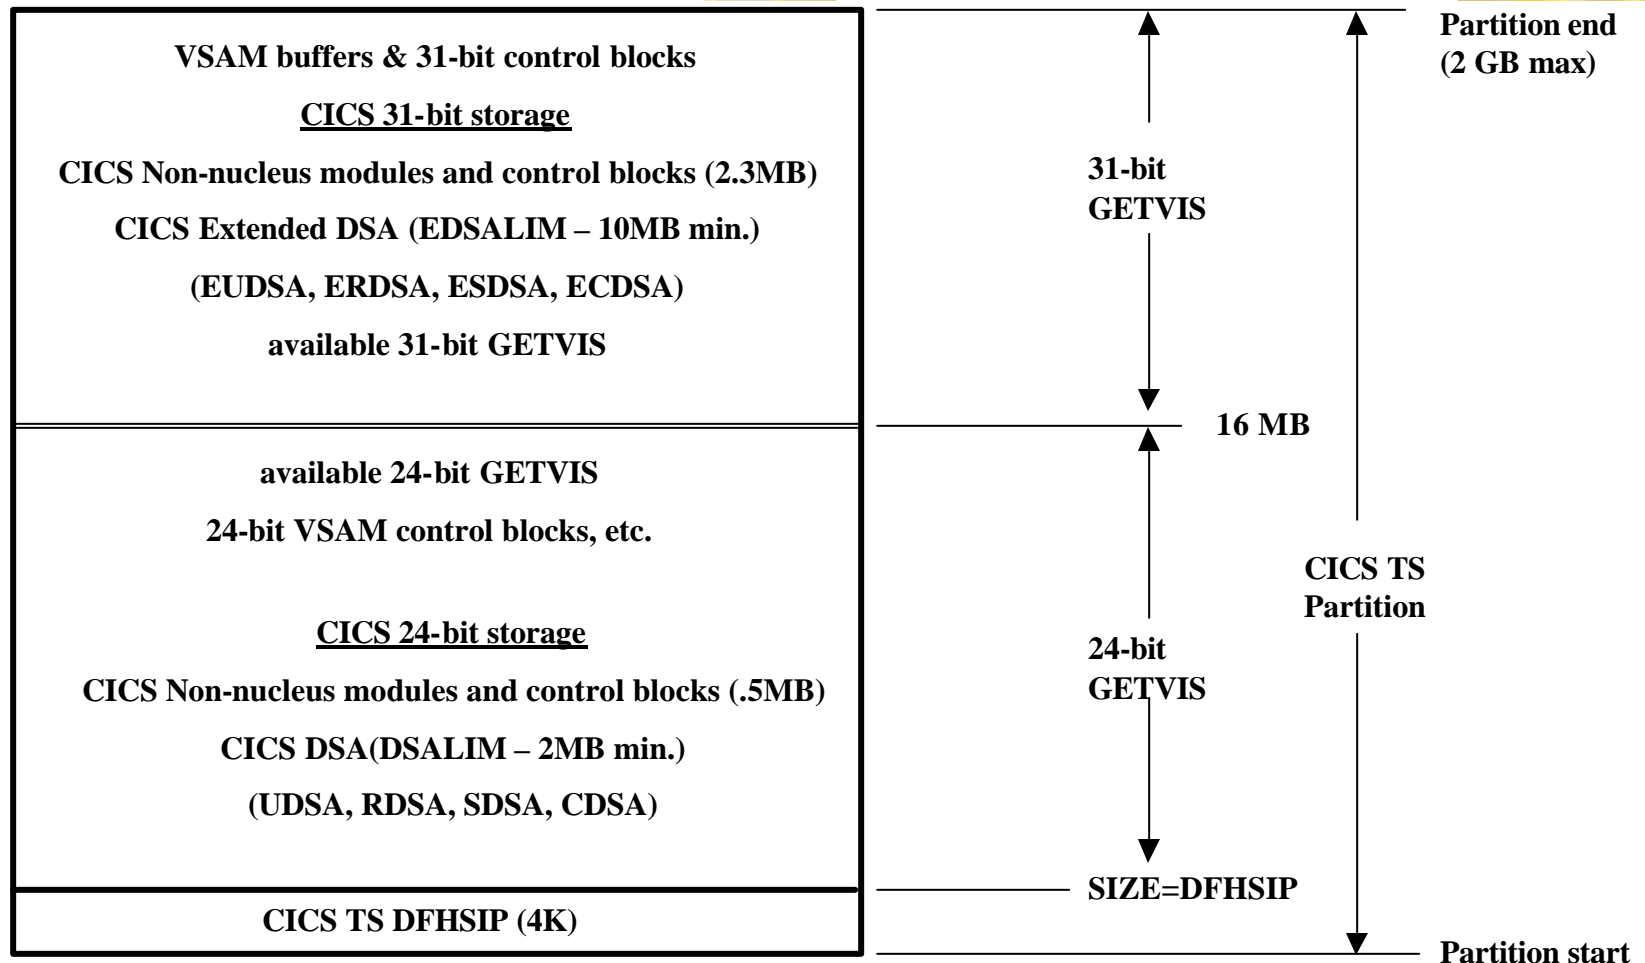 VSAM buffers & 31-bit control blocks
CICS 31-bit storage
CICS Non-nucleus modules and control blocks (2.3MB)
CICS Extended DSA (EDSALIM – 10MB min.)
(EUDSA, ERDSA, ESDSA, ECDSA)
available 31-bit GETVIS
available 24-bit GETVIS
24-bit VSAM control blocks, etc.
CICS 24-bit storage
CICS Non-nucleus modules and control blocks (.5MB)
CICS DSA(DSALIM – 2MB min.)
(UDSA, RDSA, SDSA, CDSA)
CICS TS DFHSIP (4K)
31-bit
GETVIS
16 MB
24-bit
GETVIS
SIZE=DFHSIP
CICS TS
Partition
Partition end
(2 GB max)
Partition start